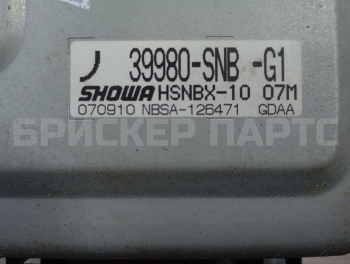 39980-SNB -G1
SHOWA HSNBX-10 07M
070910 NBSA-126471 GDAA
БРИСКЕР ПАРТС